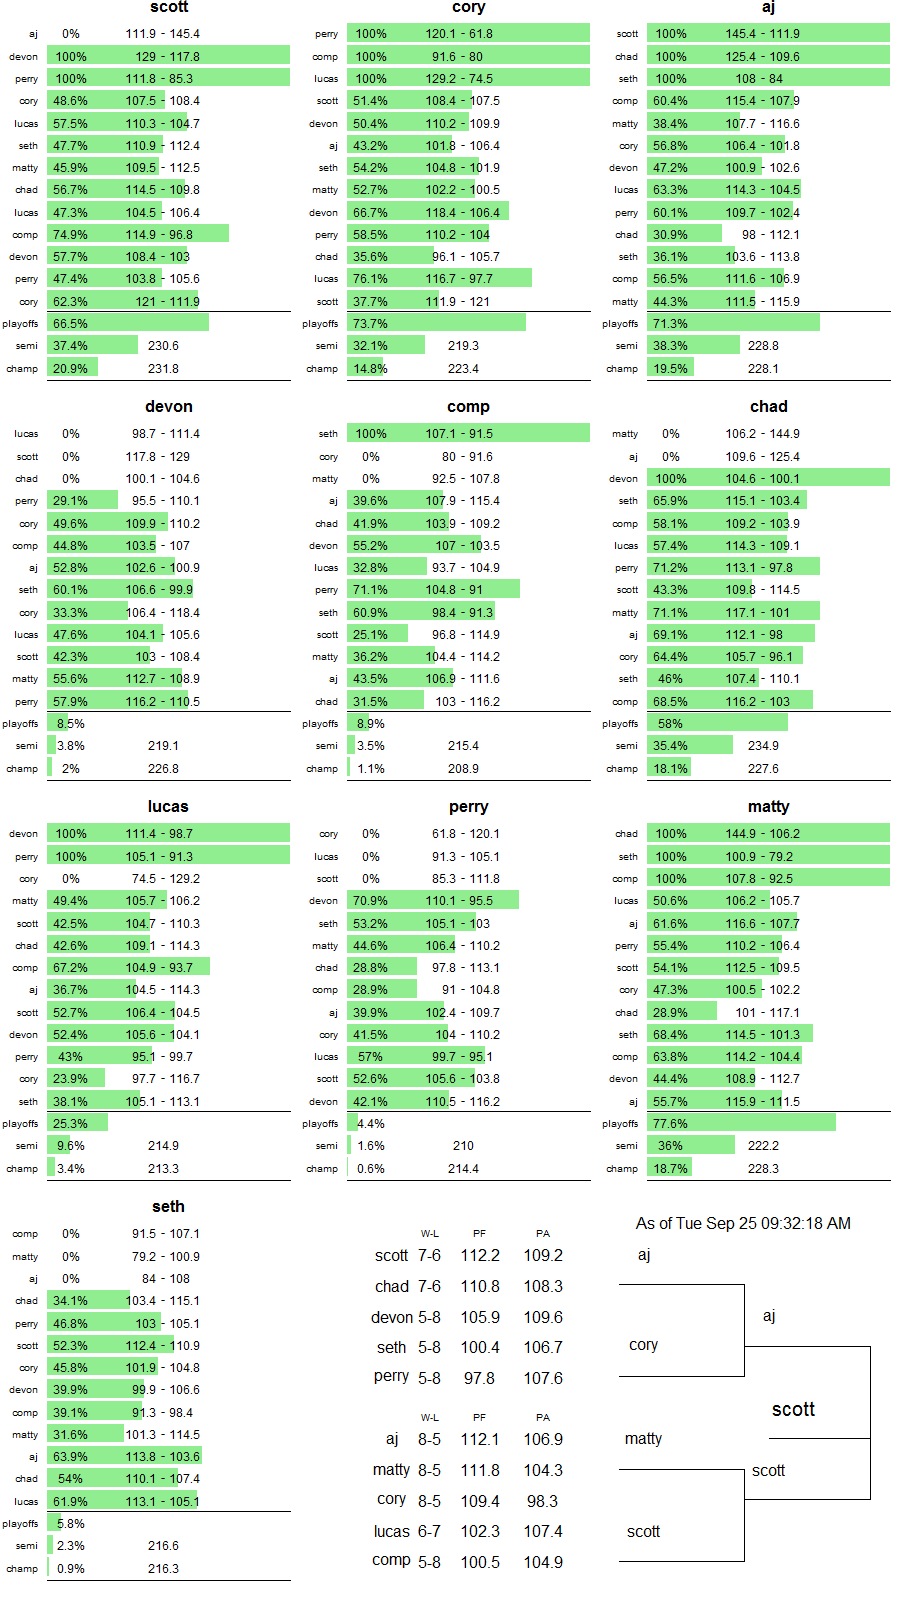 scott
aj 0% 111.9 - 145.4
devon 100% 129 - 117.8
perry 100% 111.8 - 85.3
cory 48.6% 107.5 - 108.4
lucas 57.5% 110.3 - 104.7
seth 47.7% 110.9 - 112.4
matty 45.9% 109.5 - 112.5
chad 56.7% 114.5 - 109.8
lucas 47.3% 104.5 - 106.4
comp 74.9% 114.9 - 96.8
devon 57.7% 108.4 - 103
perry 47.4% 103.8 - 105.6
cory 62.3% 121 - 111.9
playoffs 66.5%
semi 37.4% 230.6
champ 20.9% 231.8
cory
perry 100% 120.1 - 61.8
comp 100% 91.6 - 80
lucas 100% 129.2 - 74.5
scott 51.4% 108.4 - 107.5
devon 50.4% 110.2 - 109.9
aj 43.2% 101.8 - 106.4
seth 54.2% 104.8 - 101.9
matty 52.7% 102.2 - 100.5
devon 66.7% 118.4 - 106.4
perry 58.5% 110.2 - 104
chad 35.6% 96.1 - 105.7
lucas 76.1% 116.7 - 97.7
scott 37.7% 111.9 - 121
playoffs 73.7%
semi 32.1% 219.3
champ 14.8% 223.4
aj
scott 100% 145.4 - 111.9
chad 100% 125.4 - 109.6
seth 100% 108 - 84
comp 60.4% 115.4 - 107.9
matty 38.4% 107.7 - 116.6
cory 56.8% 106.4 - 101.8
devon 47.2% 100.9 - 102.6
lucas 63.3% 114.3 - 104.5
perry 60.1% 109.7 - 102.4
chad 30.9% 98 - 112.1
seth 36.1% 103.6 - 113.8
comp 56.5% 111.6 - 106.9
matty 44.3% 111.5 - 115.9
playoffs 71.3%
semi 38.3% 228.8
champ 19.5% 228.1
devon
lucas 0% 98.7 - 111.4
scott 0% 117.8 - 129
chad 0% 100.1 - 104.6
perry 29.1% 95.5 - 110.1
cory 49.6% 109.9 - 110.2
comp 44.8% 103.5 - 107
aj 52.8% 102.6 - 100.9
seth 60.1% 106.6 - 99.9
cory 33.3% 106.4 - 118.4
lucas 47.6% 104.1 - 105.6
scott 42.3% 103 - 108.4
matty 55.6% 112.7 - 108.9
perry 57.9% 116.2 - 110.5
playoffs 8.5%
semi 3.8% 219.1
champ 2% 226.8
comp
seth 100% 107.1 - 91.5
cory 0% 80 - 91.6
matty 0% 92.5 - 107.8
aj 39.6% 107.9 - 115.4
chad 41.9% 103.9 - 109.2
devon 55.2% 107 - 103.5
lucas 32.8% 93.7 - 104.9
perry 71.1% 104.8 - 91
seth 60.9% 98.4 - 91.3
scott 25.1% 96.8 - 114.9
matty 36.2% 104.4 - 114.2
aj 43.5% 106.9 - 111.6
chad 31.5% 103 - 116.2
playoffs 8.9%
semi 3.5% 215.4
champ 1.1% 208.9
chad
matty 0% 106.2 - 144.9
aj 0% 109.6 - 125.4
devon 100% 104.6 - 100.1
seth 65.9% 115.1 - 103.4
comp 58.1% 109.2 - 103.9
lucas 57.4% 114.3 - 109.1
perry 71.2% 113.1 - 97.8
scott 43.3% 109.8 - 114.5
matty 71.1% 117.1 - 101
aj 69.1% 112.1 - 98
cory 64.4% 105.7 - 96.1
seth 46% 107.4 - 110.1
comp 68.5% 116.2 - 103
playoffs 58%
semi 35.4% 234.9
champ 18.1% 227.6
lucas
devon 100% 111.4 - 98.7
perry 100% 105.1 - 91.3
cory 0% 74.5 - 129.2
matty 49.4% 105.7 - 106.2
scott 42.5% 104.7 - 110.3
chad 42.6% 109.1 - 114.3
comp 67.2% 104.9 - 93.7
aj 36.7% 104.5 - 114.3
scott 52.7% 106.4 - 104.5
devon 52.4% 105.6 - 104.1
perry 43% 95.1 - 99.7
cory 23.9% 97.7 - 116.7
seth 38.1% 105.1 - 113.1
playoffs 25.3%
semi 9.6% 214.9
champ 3.4% 213.3
perry
cory 0% 61.8 - 120.1
lucas 0% 91.3 - 105.1
scott 0% 85.3 - 111.8
devon 70.9% 110.1 - 95.5
seth 53.2% 105.1 - 103
matty 44.6% 106.4 - 110.2
chad 28.8% 97.8 - 113.1
comp 28.9% 91 - 104.8
aj 39.9% 102.4 - 109.7
cory 41.5% 104 - 110.2
lucas 57% 99.7 - 95.1
scott 52.6% 105.6 - 103.8
devon 42.1% 110.5 - 116.2
playoffs 4.4%
semi 1.6% 210
champ 0.6% 214.4
matty
chad 100% 144.9 - 106.2
seth 100% 100.9 - 79.2
comp 100% 107.8 - 92.5
lucas 50.6% 106.2 - 105.7
aj 61.6% 116.6 - 107.7
perry 55.4% 110.2 - 106.4
scott 54.1% 112.5 - 109.5
cory 47.3% 100.5 - 102.2
chad 28.9% 101 - 117.1
seth 68.4% 114.5 - 101.3
comp 63.8% 114.2 - 104.4
devon 44.4% 108.9 - 112.7
aj 55.7% 115.9 - 111.5
playoffs 77.6%
semi 36% 222.2
champ 18.7% 228.3
seth
comp 0% 91.5 - 107.1
matty 0% 79.2 - 100.9
aj 0% 84 - 108
chad 34.1% 103.4 - 115.1
perry 46.8% 103 - 105.1
scott 52.3% 112.4 - 110.9
cory 45.8% 101.9 - 104.8
devon 39.9% 99.9 - 106.6
comp 39.1% 91.3 - 98.4
matty 31.6% 101.3 - 114.5
aj 63.9% 113.8 - 103.6
chad 54% 110.1 - 107.4
lucas 61.9% 113.1 - 105.1
playoffs 5.8%
semi 2.3% 216.6
champ 0.9% 216.3
W-L PF PA
scott 7-6 112.2 109.2
chad 7-6 110.8 108.3
devon 5-8 105.9 109.6
seth 5-8 100.4 106.7
perry 5-8 97.8 107.6
W-L PF PA
aj 8-5 112.1 106.9
matty 8-5 111.8 104.3
cory 8-5 109.4 98.3
lucas 6-7 102.3 107.4
comp 5-8 100.5 104.9
As of Tue Sep 25 09:32:18 AM
aj
aj
cory
scott
matty
scott
scott